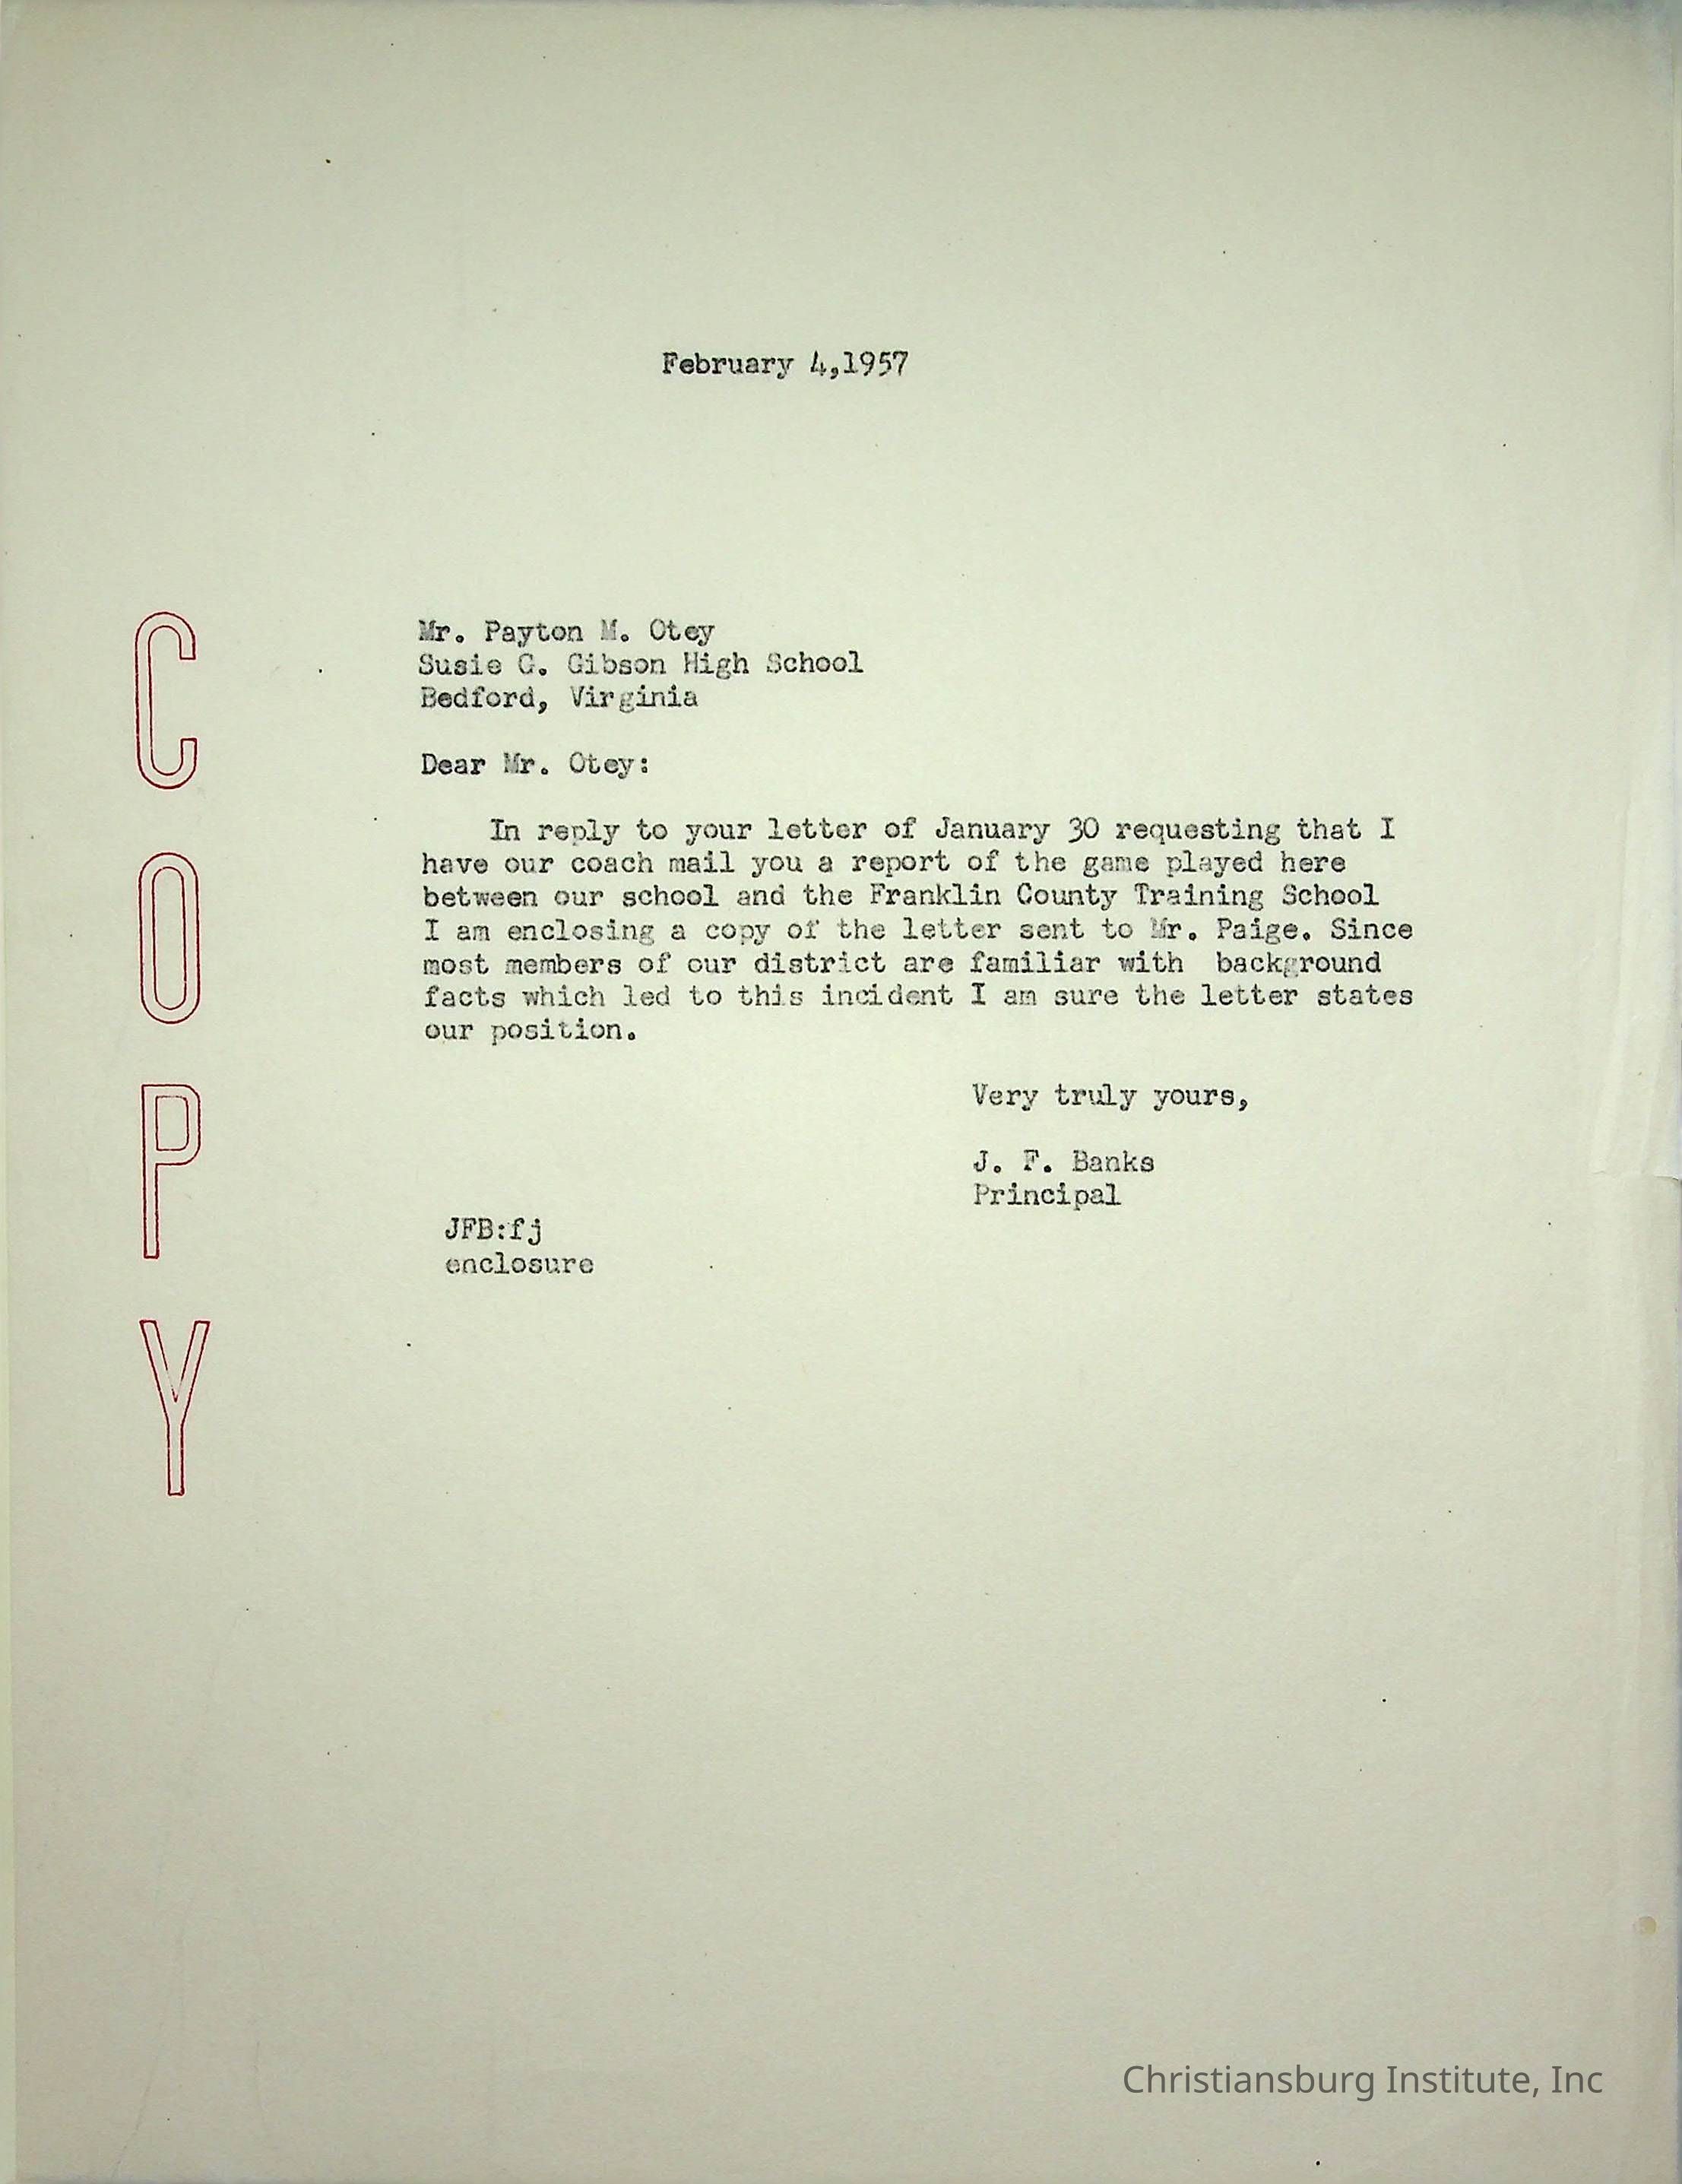 February 4,1957
Mr. Payton M. Otey
Susie G. Gibson High School
Bedford, Virginia
Dear Mr. Otey:
In reply to your letter of January 30 requesting that I
have our coach mail you a report of the game played here
between our school and the Franklin County Training School
I am enclosing a copy of the letter sent to Mr. Paige. Since
most members of our district are familiar with  background
facts which led to this incident I am sure the letter states
our position.
Very truly yours,
J. F. Banks
Principal
JFB:fj
enclosure
COPY
Christiansburg Institute, Inc